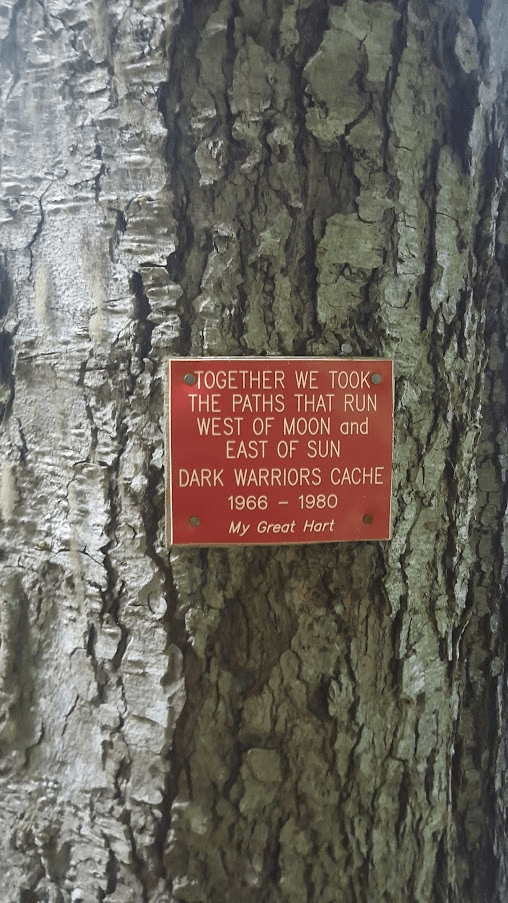 TOGETHER WE TOOK
THE PATHS THAT RUN
WEST OF MOON and
EAST OF SUN
DARK WARRIORS CACHE
1966 - 1980
My Great Hart